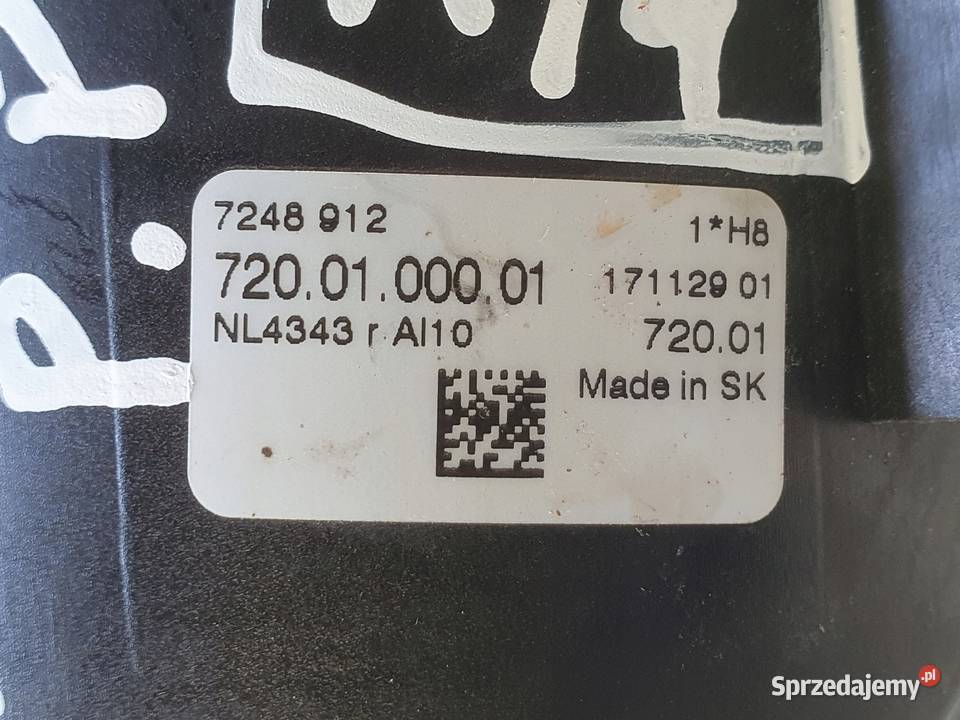 P.P
7248 912
1*H8
720.01.000.01
171129 01
NL4343 r Al10
720.01
Made in SK
Sprzedajemy.pl